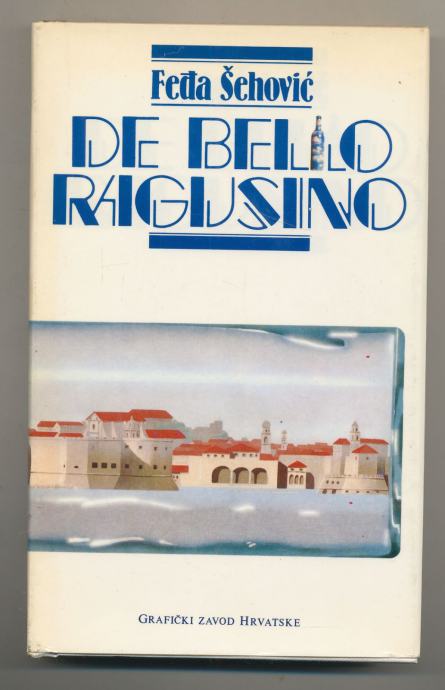 Feđa Šehović
DE BELLO
RAGUSINO
GRAFIČKI ZAVOD HRVATSKE